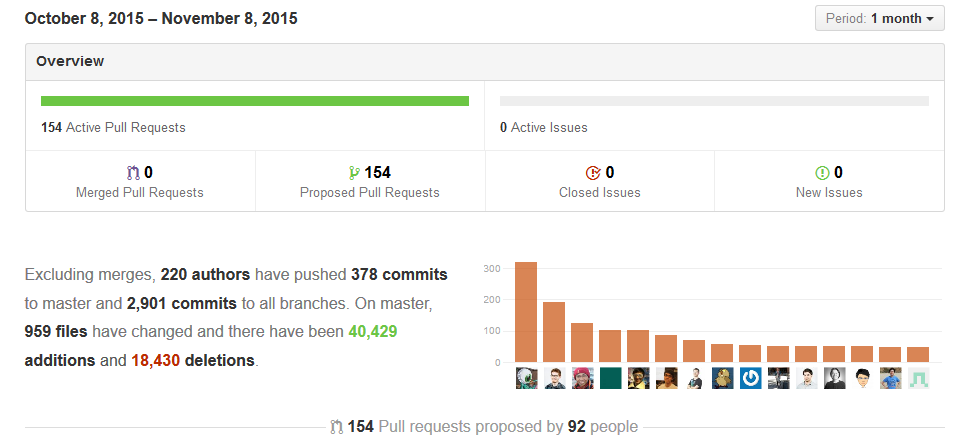 October 8, 2015 – November 8, 2015
Period: 1 month
Overview
154 Active Pull Requests
0 Active Issues
0
Merged Pull Requests
154
Proposed Pull Requests
0
Closed Issues
0
New Issues
Excluding merges, 220 authors have pushed 378 commits
to master and 2,901 commits to all branches. On master,
959 files have changed and there have been 40,429
additions and 18,430 deletions.
300
200
100
0
154 Pull requests proposed by 92 people